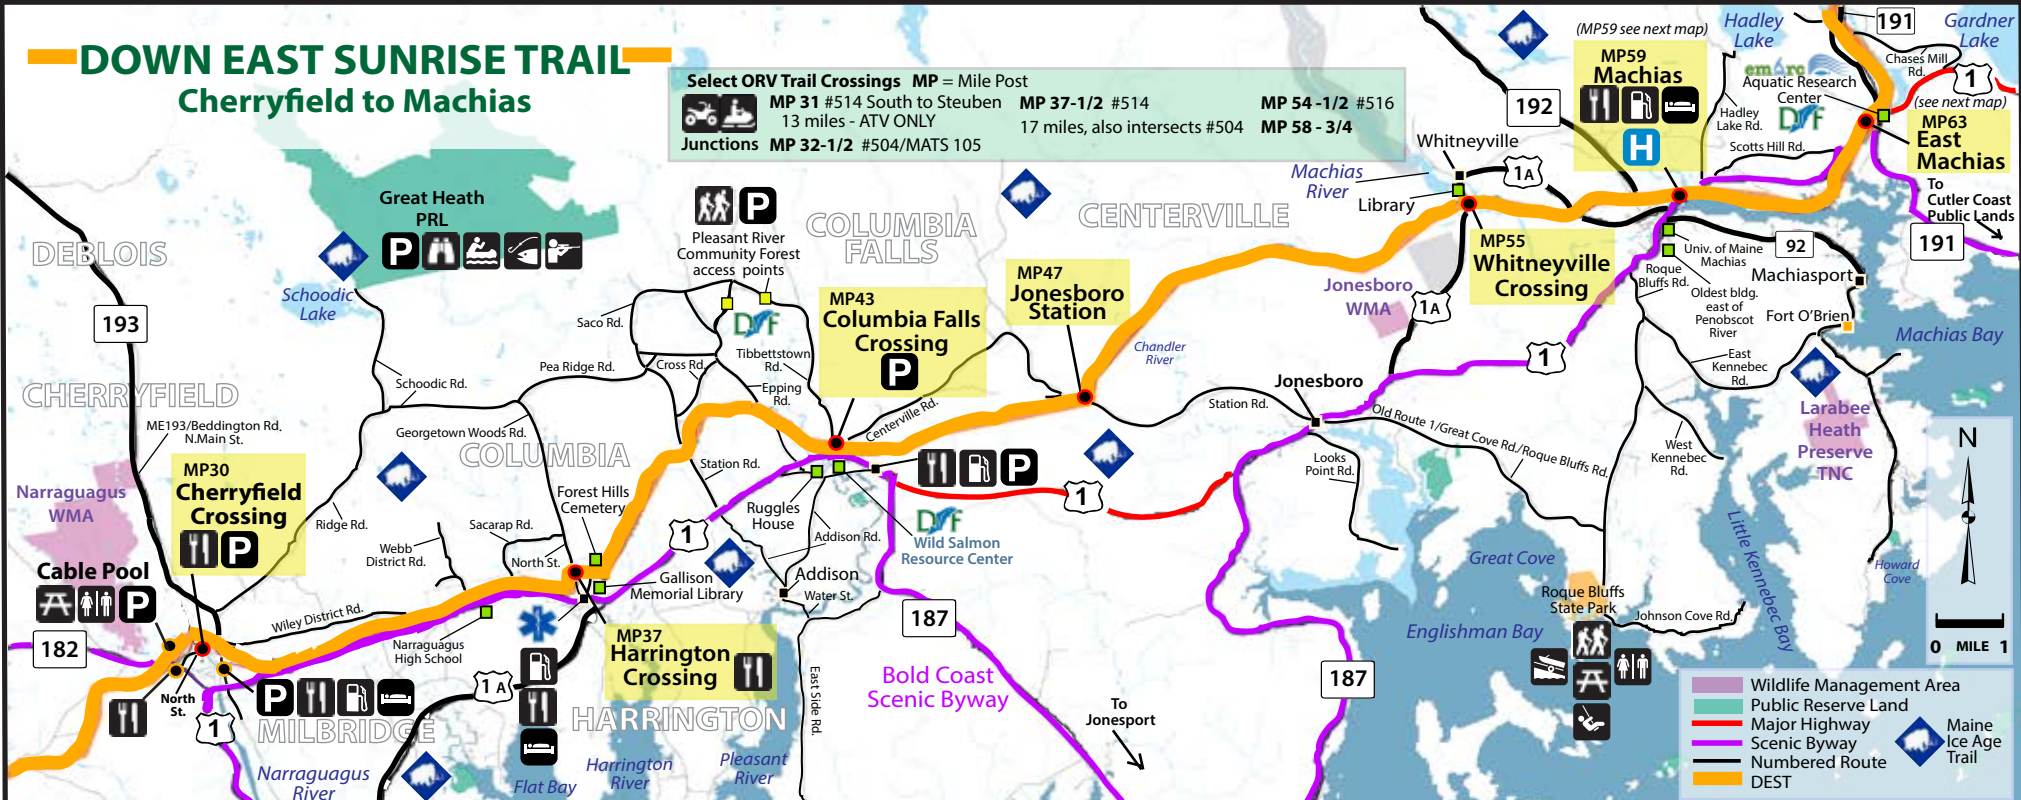 DOWN EAST SUNRISE TRAIL
Cherryfield to Machias
Select ORV Trail Crossings MP = Mile Post
MP 31 #514 South to Steuben
13 miles - ATV ONLY
Junctions MP 32-1/2 #504/MATS 105
MP 37-1/2 #514
17 miles, also intersects #504
MP 54 -1/2 #516
MP 58 - 3/4
(MP59 see next map)
MP59
Machias
H
Hadley
Lake
191
Gardner
Lake
Chases Mill
Rd.
1
(see next map)
emarc
Aquatic Research
Center
DSF
Hadley
Lake Rd.
Scotts Hill Rd.
MP63
East
Machias
To
Cutler Coast
Public Lands
191
192
Whitneyville
1A
Machias
River
Library
MP55
Whitneyville
Crossing
Univ. of Maine
Machias
92
Machiasport
Roque
Bluffs Rd.
Oldest bldg.
east of
Penobscot
River
Fort O'Brien
Machias Bay
East
Kennebec
Rd.
Larabee
Heath
Preserve
TNC
West
Kennebec
Rd.
Little Kennebec Bay
Howard
Cove
N
0 MILE 1
Great Heath
PRL
P
DEBLOIS
Schoodic
Lake
193
CHERRYFIELD
ME193/Beddington Rd.
N.Main St.
Narraguagus
WMA
MP30
Cherryfield
Crossing
P
Cable Pool
P
182
North
St.
1
P
MILBRIDGE
Narraguagus
River
Wiley District Rd.
Ridge Rd.
Schoodic Rd.
Georgetown Woods Rd.
COLUMBIA
Pea Ridge Rd.
Saco Rd.
Cross Rd.
P
Pleasant River
Community Forest
access points
DSF
Tibbettstown
Rd.
Epping
Rd.
COLUMBIA
FALLS
MP43
Columbia Falls
Crossing
P
Centerville Rd.
CENTERVILLE
MP47
Jonesboro
Station
Chandler
River
Jonesboro
WMA
1A
1
Jonesboro
Station Rd.
Old Route 1/Great Cove Rd./Roque Bluffs Rd.
Looks
Point Rd.
P
1
Station Rd.
Forest Hills
Cemetery
Sacarap Rd.
North St.
Webb
District Rd.
Narraguagus
High School
1
Ruggles
House
Addison Rd.
DSF
Wild Salmon
Resource Center
Gallison
Memorial Library
Addison
Water St.
MP37
Harrington
Crossing
1A
HARRINGTON
East Side Rd.
Flat Bay
Harrington
River
Pleasant
River
187
Bold Coast
Scenic Byway
To
Jonesport
187
Great Cove
Englishman Bay
Roque Bluffs
State Park
Johnson Cove Rd.
Wildlife Management Area
Public Reserve Land
Major Highway
Scenic Byway
Numbered Route
DEST
Maine
Ice Age
Trail